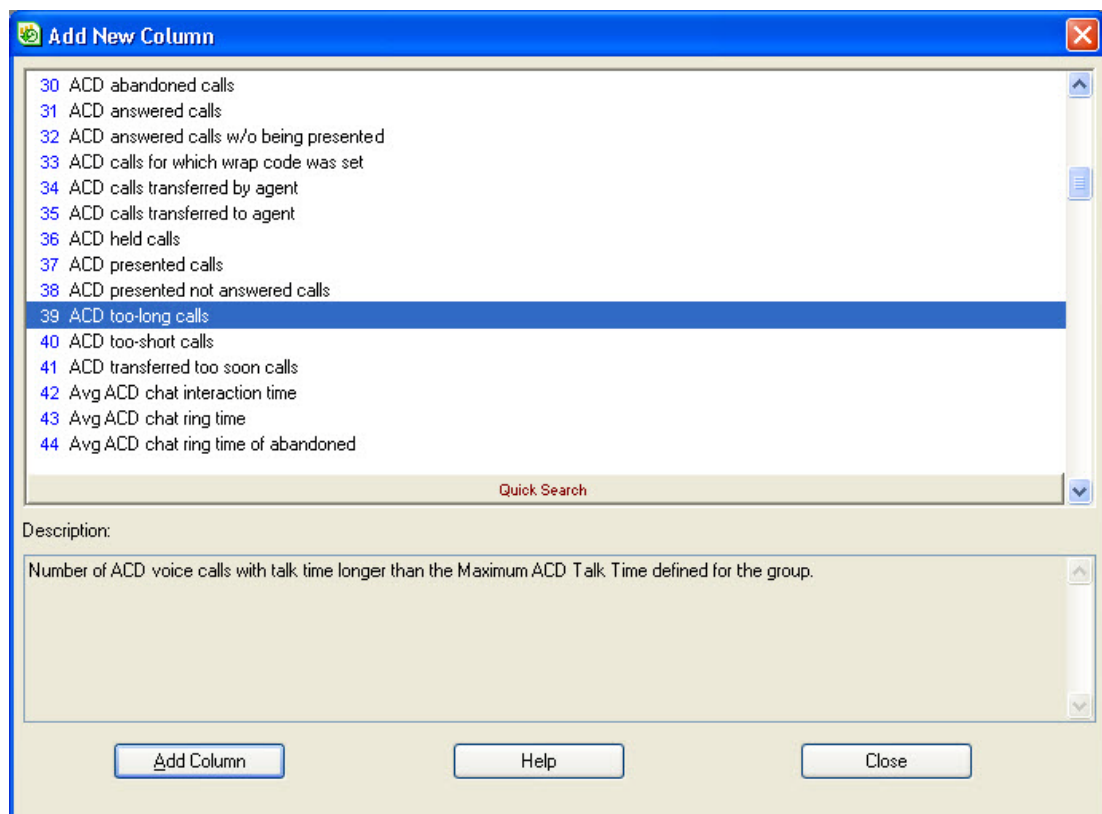 Add New Column
30 ACD abandoned calls
31 ACD answered calls
32 ACD answered calls w/o being presented
33 ACD calls for which wrap code was set
34 ACD calls transferred by agent
35 ACD calls transferred to agent
36 ACD held calls
37 ACD presented calls
38 ACD presented not answered calls
39 ACD too-long calls
40 ACD too-short calls
41 ACD transferred too soon calls
42 Avg ACD chat interaction time
43 Avg ACD chat ring time
44 Avg ACD chat ring time of abandoned
Quick Search
Description:
Number of ACD voice calls with talk time longer than the Maximum ACD Talk Time defined for the group.
Add Column Help Close